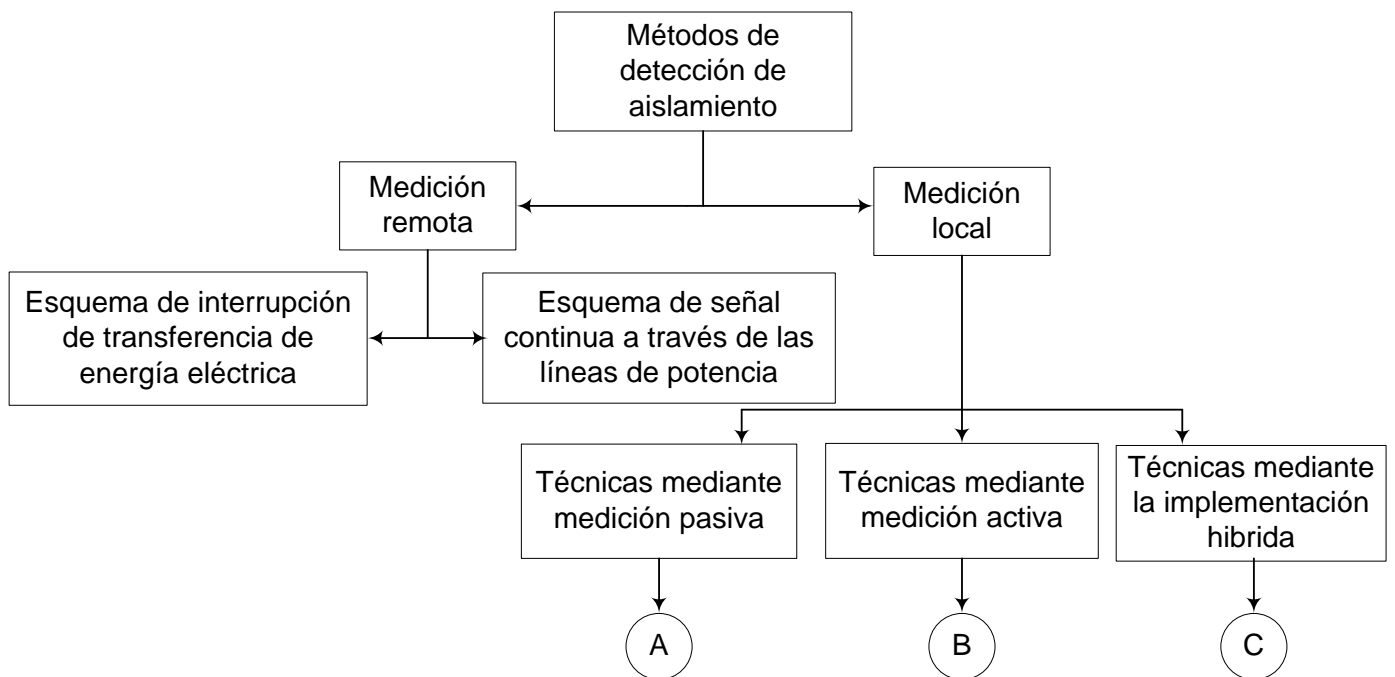 Métodos de
detección de
aislamiento
Medición
remota
Medición
local
Esquema de interrupción
de transferencia de
energía eléctrica
Esquema de señal
continua a través de las
líneas de potencia
Técnicas mediante
medición pasiva
Técnicas mediante
medición activa
Técnicas mediante
la implementación
hibrida
A
B
C